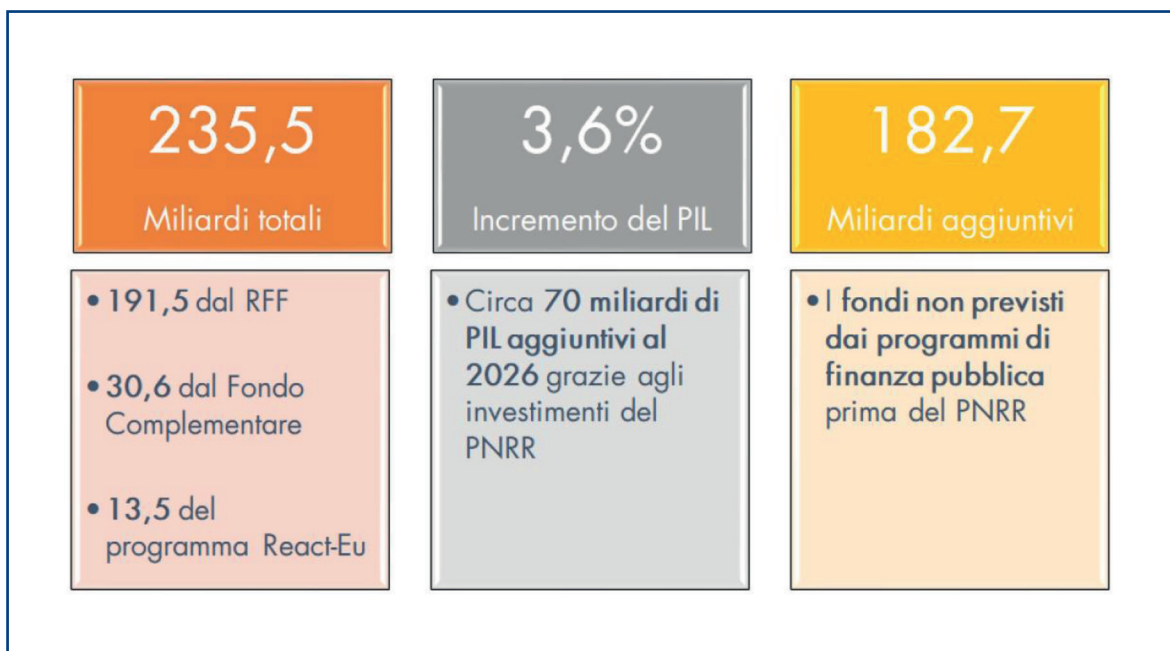 235,5
Miliardi totali
• 191,5 dal RFF
• 30,6 dal Fondo
Complementare
• 13,5 del
programma React-Eu
3,6%
Incremento del PIL
• Circa 70 miliardi di
PIL aggiuntivi al
2026 grazie agli
investimenti del
PNRR
182,7
Miliardi aggiuntivi
• I fondi non previsti
dai programmi di
finanza pubblica
prima del PNRR